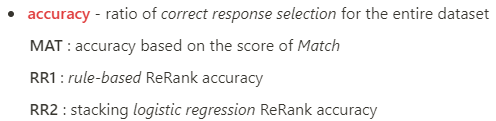 • accuracy - ratio of correct response selection for the entire dataset
MAT : accuracy based on the score of Match
RR1 : rule-based ReRank accuracy
RR2 : stacking logistic regression ReRank accuracy